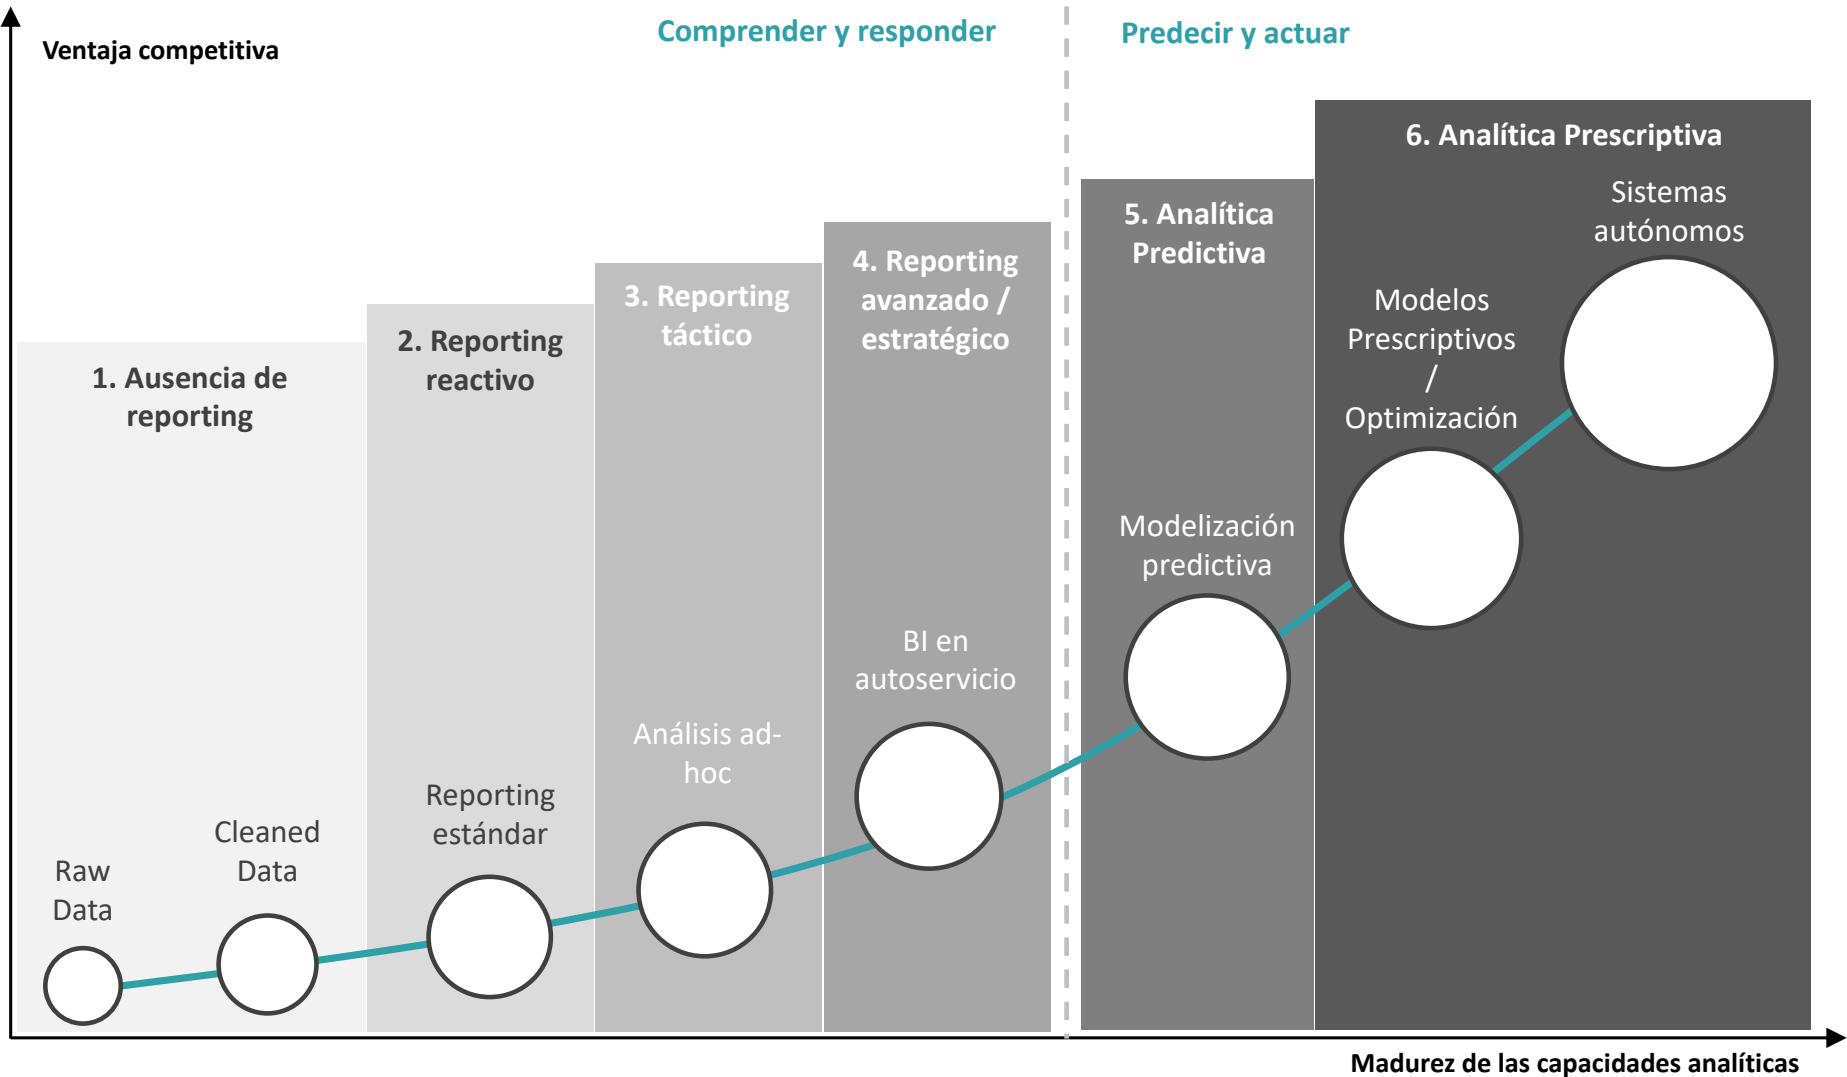 Ventaja competitiva
Comprender y responder
Predecir y actuar
1. Ausencia de
reporting
2. Reporting
reactivo
3. Reporting
táctico
4. Reporting
avanzado /
estratégico
5. Analítica
Predictiva
6. Analítica Prescriptiva
Raw
Data
Cleaned
Data
Reporting
estándar
Análisis ad-
hoc
BI en
autoservicio
Modelización
predictiva
Modelos
Prescriptivos
/
Optimización
Sistemas
autónomos
Madurez de las capacidades analíticas